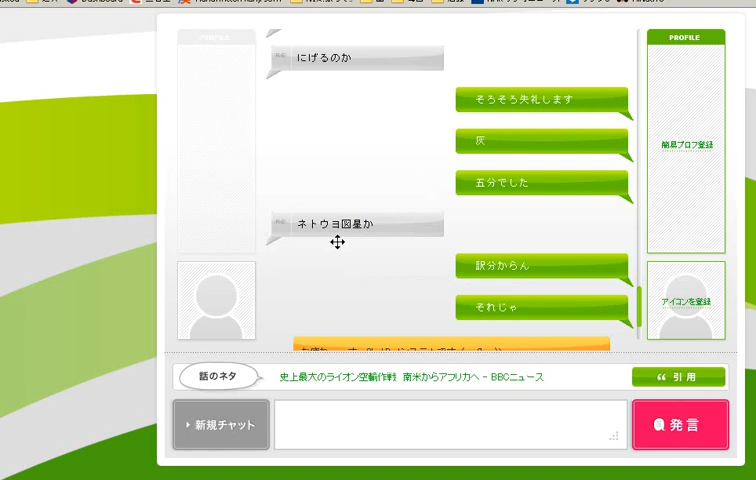 Dashboard
PROFILE
PROFILE
にげるのか
そろそろ失礼します
灰
簡易プロフ登録
五分でした
ネトウヨ図星か
訳分からん
アイコンを登録
それじゃ
話のネタ
史上最大のライオン空輸作戦 南米からアフリカへ - BBCニュース
引用
新規チャット
発言